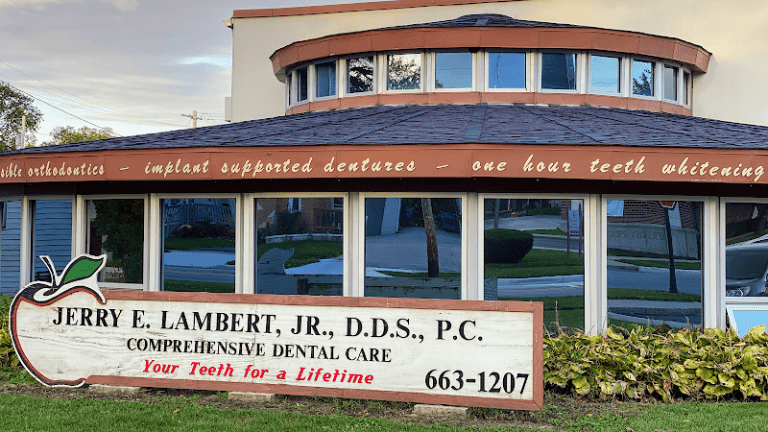 orthodontics – implant supported dentures – one hour teeth whitening
JERRY E. LAMBERT, JR., D.D.S., P.C.
COMPREHENSIVE DENTAL CARE
Your Teeth for a Lifetime
663-1207